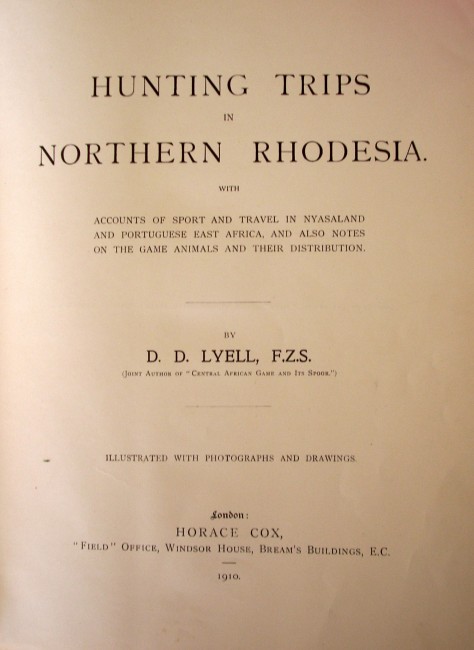 HUNTING TRIPS
IN
NORTHERN RHODESIA.
WITH
ACCOUNTS OF SPORT AND TRAVEL IN NYASALAND
AND PORTUGUESE EAST AFRICA, AND ALSO NOTES
ON THE GAME ANIMALS AND THEIR DISTRIBUTION.
BY
D. D. LYELL, F.Z.S.
(JOINT AUTHOR OF "CENTRAL AFRICAN GAME AND ITS SPOOR.")
ILLUSTRATED WITH PHOTOGRAPHS AND DRAWINGS.
London:
HORACE COX,
"FIELD" OFFICE, WINDSOR HOUSE, BREAM'S BUILDINGS, E.C.
1910.